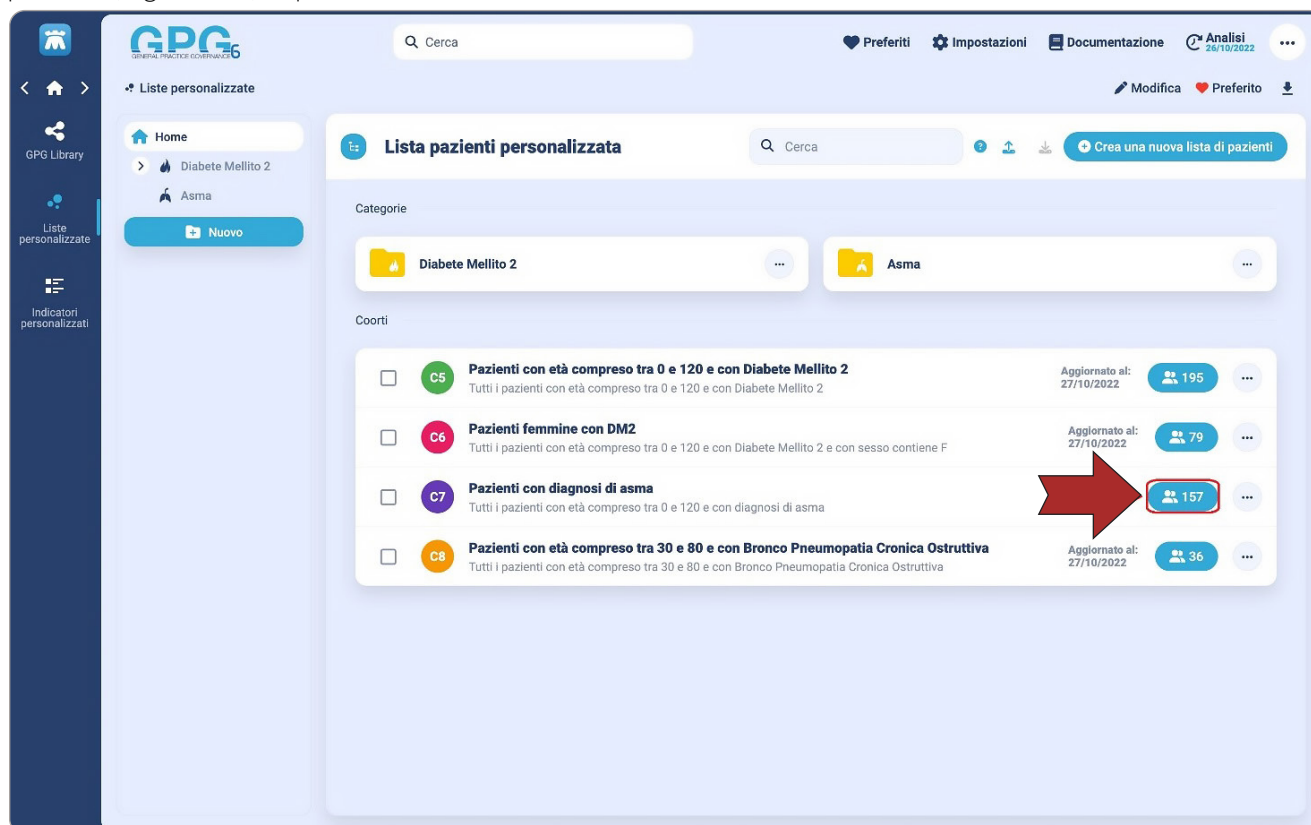 GPG6
GENERAL PRACTICE GOVERNANCE
Cerca
Preferiti
Impostazioni
Documentazione
Analisi
26/10/2022
Liste personalizzate
Modifica
Preferito
GPG Library
Liste
personalizzate
Indicatori
personalizzati
Home
Diabete Mellito 2
Asma
Nuovo
Lista pazienti personalizzata
Cerca
Crea una nuova lista di pazienti
Categorie
Diabete Mellito 2
Asma
Coorti
C5
Pazienti con età compreso tra 0 e 120 e con Diabete Mellito 2
Tutti i pazienti con età compreso tra 0 e 120 e con Diabete Mellito 2
Aggiornato al:
27/10/2022
195
C6
Pazienti femmine con DM2
Tutti i pazienti con età compreso tra 0 e 120 e con Diabete Mellito 2 e con sesso contiene F
Aggiornato al:
27/10/2022
79
C7
Pazienti con diagnosi di asma
Tutti i pazienti con età compreso tra 0 e 120 e con diagnosi di asma
157
C8
Pazienti con età compreso tra 30 e 80 e con Bronco Pneumopatia Cronica Ostruttiva
Tutti i pazienti con età compreso tra 30 e 80 e con Bronco Pneumopatia Cronica Ostruttiva
Aggiornato al:
27/10/2022
36